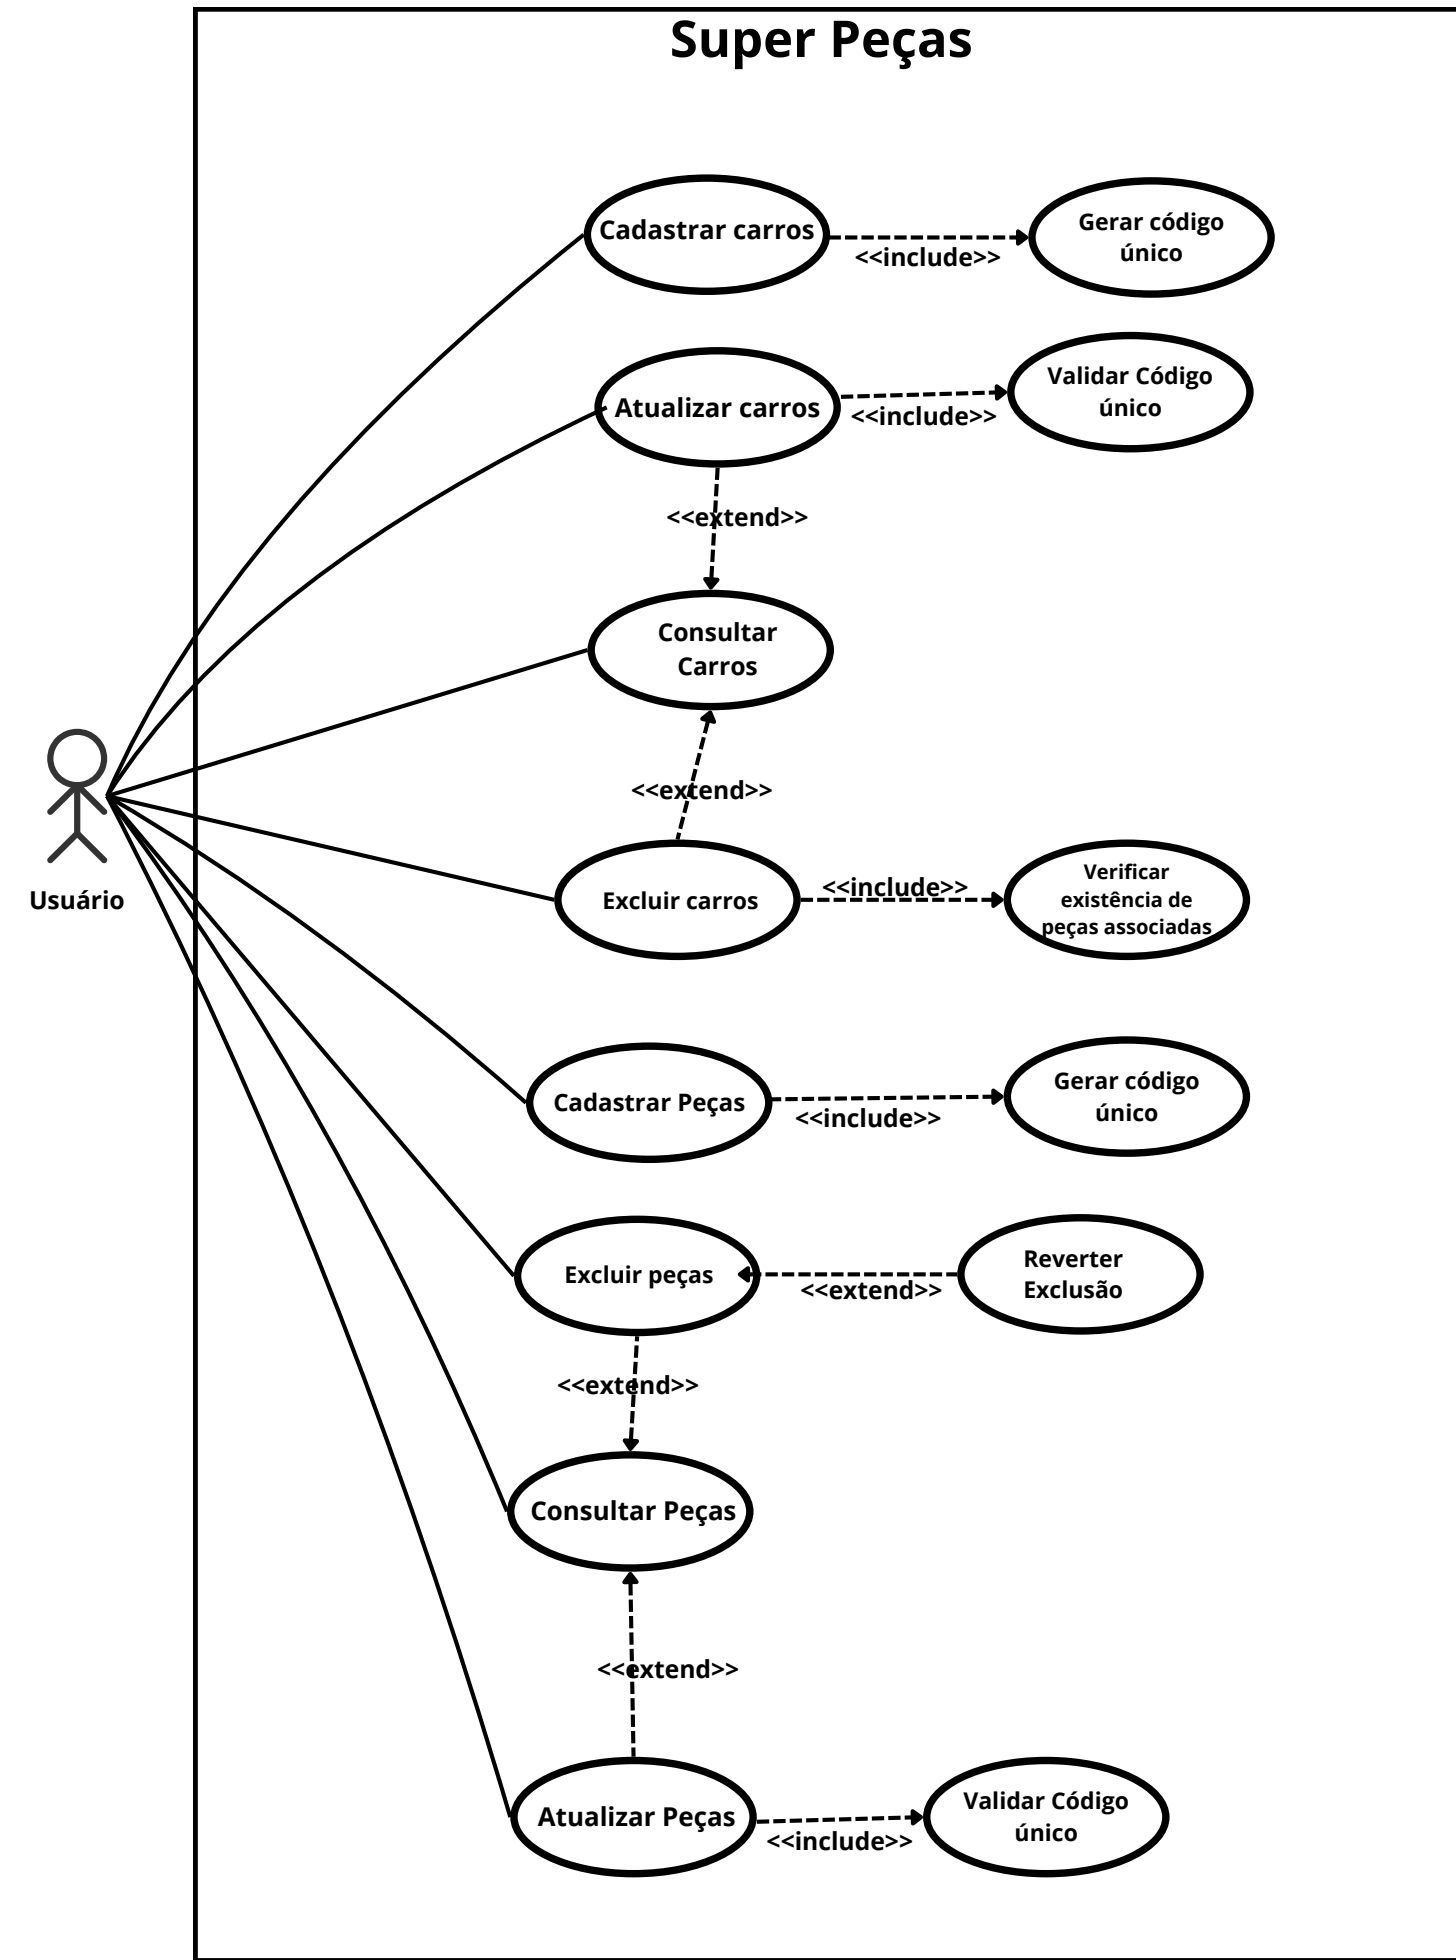 Super Peças
Cadastrar carros
<<include>>
Gerar código
único
Atualizar carros
<<include>>
Validar Código
único
<<extend>>
Consultar
Carros
<<extend>>
Usuário
Excluir carros
<<include>>
Verificar
existência de
peças associadas
Cadastrar Peças
<<include>>
Gerar código
único
Excluir peças
<<extend>>
Reverter
Exclusão
<<extend>>
Consultar Peças
<<extend>>
Atualizar Peças
<<include>>
Validar Código
único